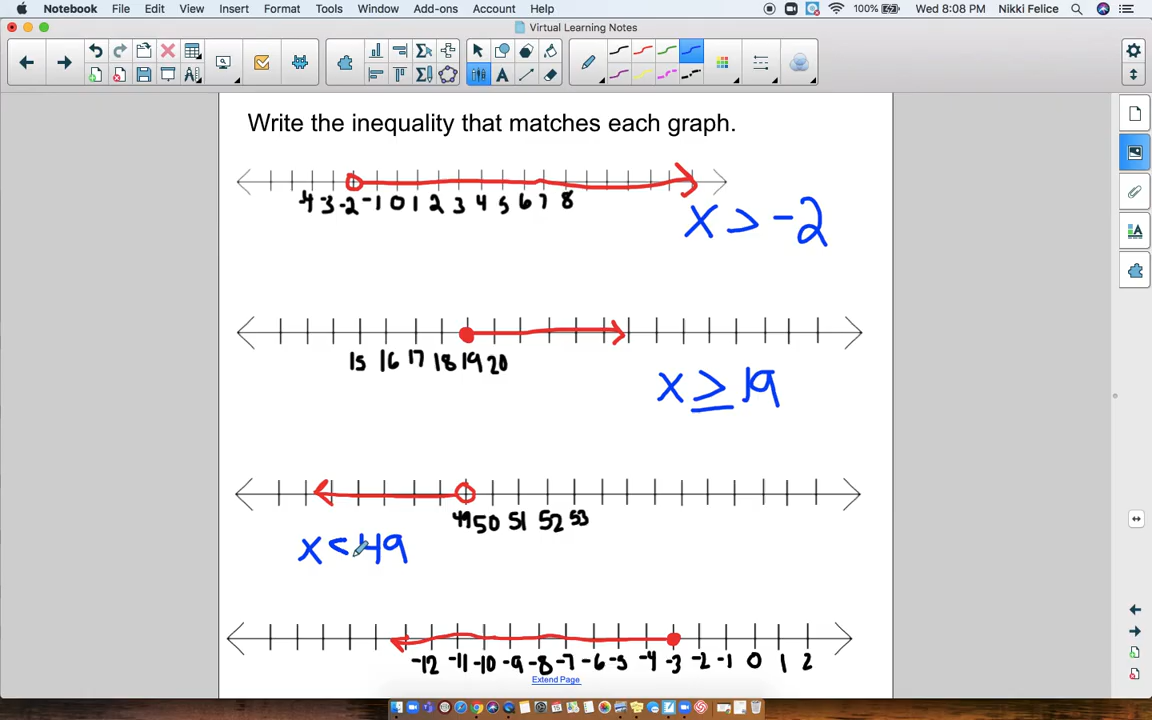 Notebook File Edit View Insert Format Tools Window Add-ons Account Help 100% Wed 8:08 PM Nikki Felice
Virtual Learning Notes
Write the inequality that matches each graph.
-4 -3 -2 -1 0 1 2 3 4 5 6 7 8
x > -2
15 16 17 18 19 20
x ≥ 19
49 50 51 52 53
x < 49
-12 -11 -10 -9 -8 -7 -6 -5 -4 -3 -2 -1 0 1 2
Extend Page